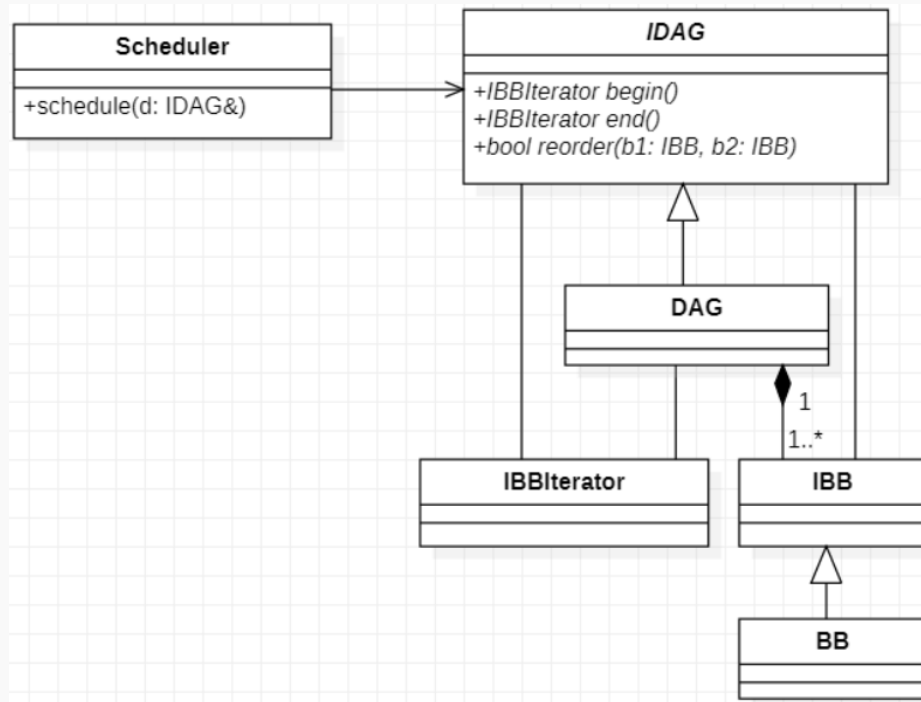 Scheduler
+schedule(d: IDAG&)
IDAG
+IBBIterator begin()
+IBBIterator end()
+bool reorder(b1: IBB, b2: IBB)
DAG
1
1..*
IBBIterator
IBB
BB